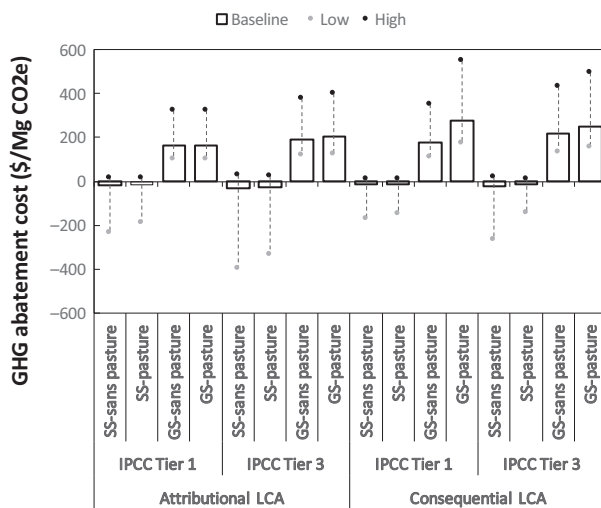 Baseline Low High
GHG abatement cost ($/Mg CO2e)
600
400
200
0
−200
−400
−600
SS-sans pasture
SS-pasture
GS-sans pasture
GS-pasture
SS-sans pasture
SS-pasture
GS-sans pasture
GS-pasture
SS-sans pasture
SS-pasture
GS-sans pasture
GS-pasture
SS-sans pasture
SS-pasture
GS-sans pasture
GS-pasture
IPCC Tier 1 IPCC Tier 3 IPCC Tier 1 IPCC Tier 3
Attributional LCA Consequential LCA